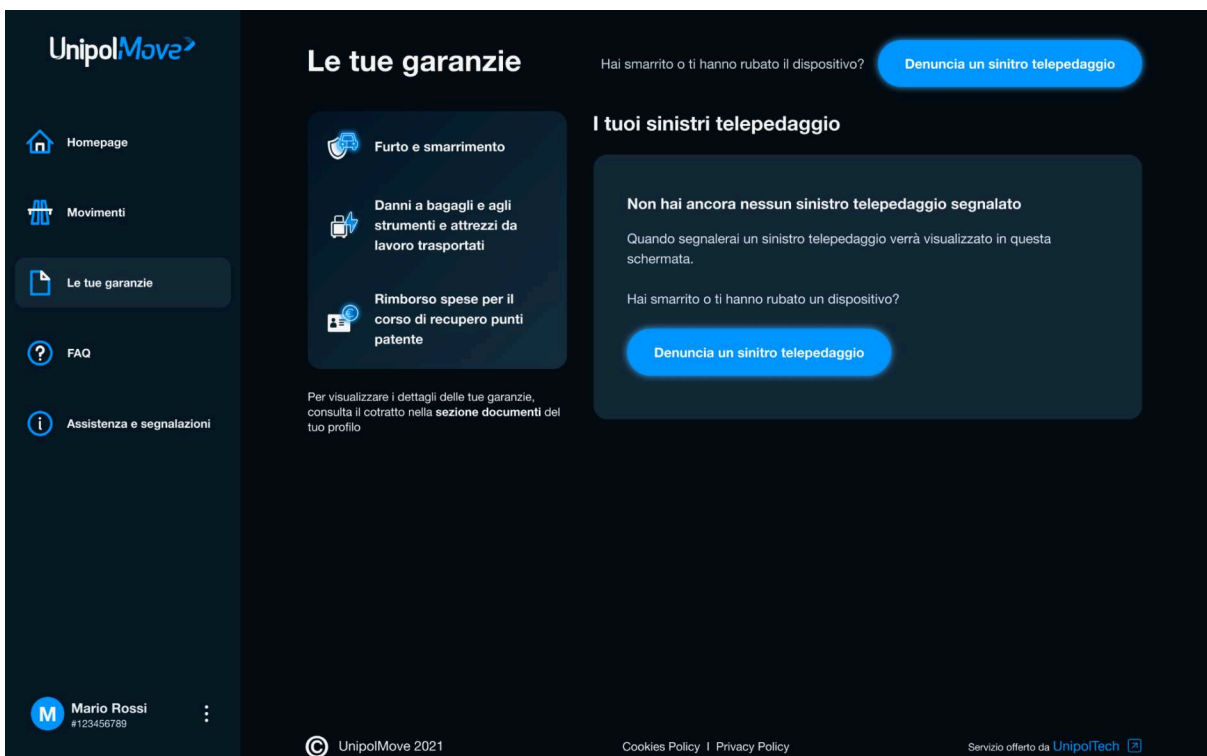 UnipolMove
Homepage
Movimenti
Le tue garanzie
FAQ
Assistenza e segnalazioni
M
Mario Rossi
#123456789
Le tue garanzie
Hai smarrito o ti hanno rubato il dispositivo?
Denuncia un sinitro telepedaggio
Furto e smarrimento
Danni a bagagli e agli
strumenti e attrezzi da
lavoro trasportati
Rimborso spese per il
corso di recupero punti
patente
Per visualizzare i dettagli delle tue garanzie,
consulta il cotratto nella sezione documenti del
tuo profilo
I tuoi sinistri telepedaggio
Non hai ancora nessun sinistro telepedaggio segnalato
Quando segnalerai un sinistro telepedaggio verrà visualizzato in questa
schermata.
Hai smarrito o ti hanno rubato un dispositivo?
Denuncia un sinitro telepedaggio
© UnipolMove 2021
Cookies Policy I Privacy Policy
Servizio offerto da UnipolTech